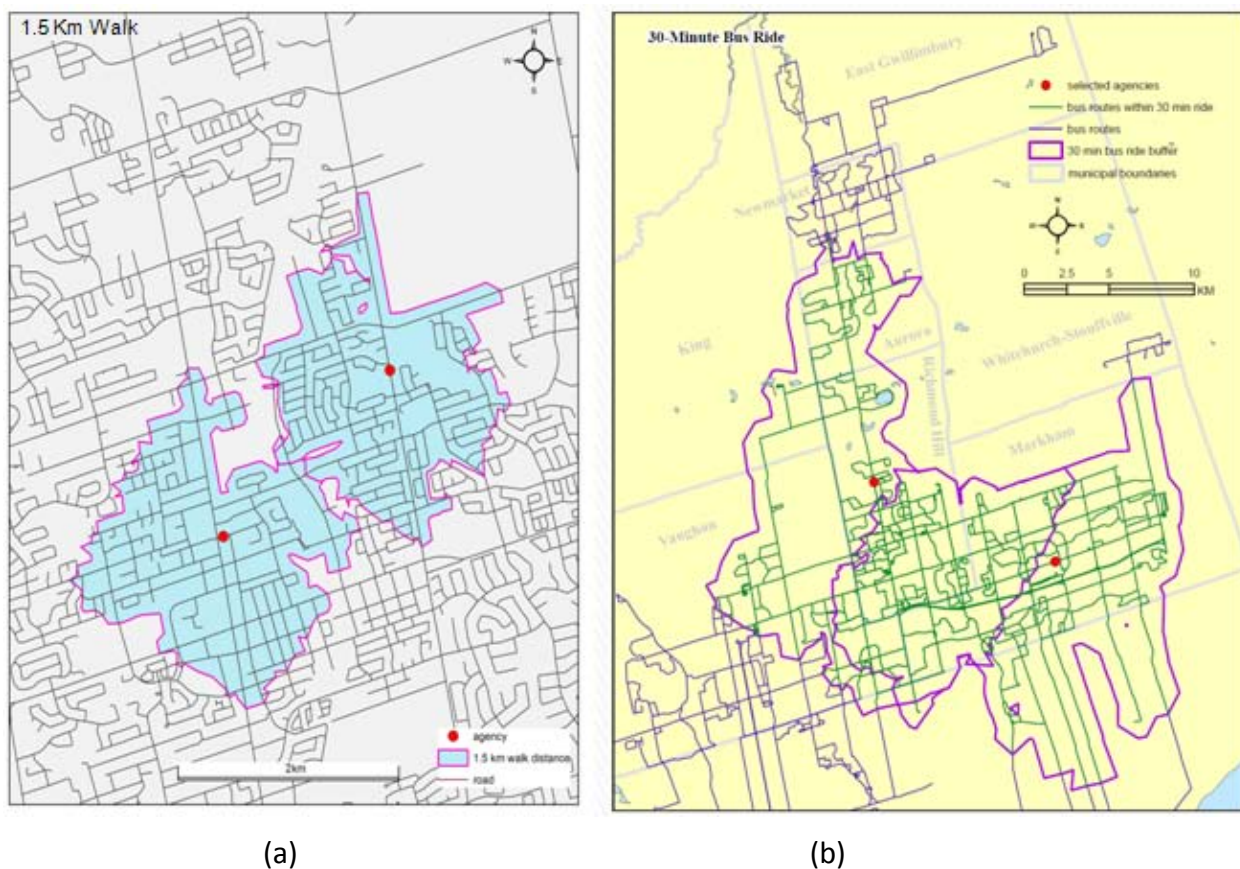 1.5 Km Walk
N
W
E
S
agency
1.5 km walk distance
2km
road
30-Minute Bus Ride
East Gwillimbury
selected agencies
bus routes within 30 min ride
bus routes
30 min bus ride buffer
municipal boundaries
Newmarket
N
W
E
S
0 2.5 5 10
KM
King
Aurora
Whitchurch-Stouffville
Richmond Hill
Markham
Vaughan
(a)
(b)